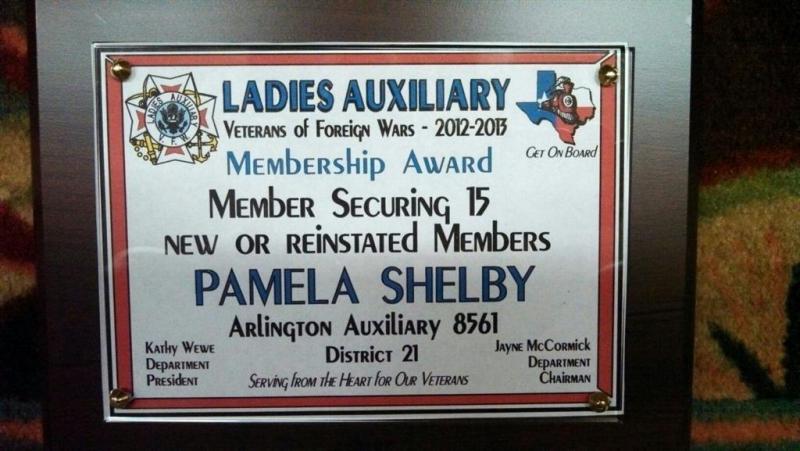 LADIES AUXILIARY
LADIES AUXILIARY
V.F.W.
VETERANS OF FOREIGN WARS - 2012-2013
GET ON BOARD
MEMBERSHIP AWARD
MEMBER SECURING 15
NEW OR REINSTATED MEMBERS
PAMELA SHELBY
ARLINGTON AUXILIARY 8561
DISTRICT 21
KATHY WEWE
DEPARTMENT
PRESIDENT
JAYNE MCCORMICK
DEPARTMENT
CHAIRMAN
SERVING FROM THE HEART FOR OUR VETERANS